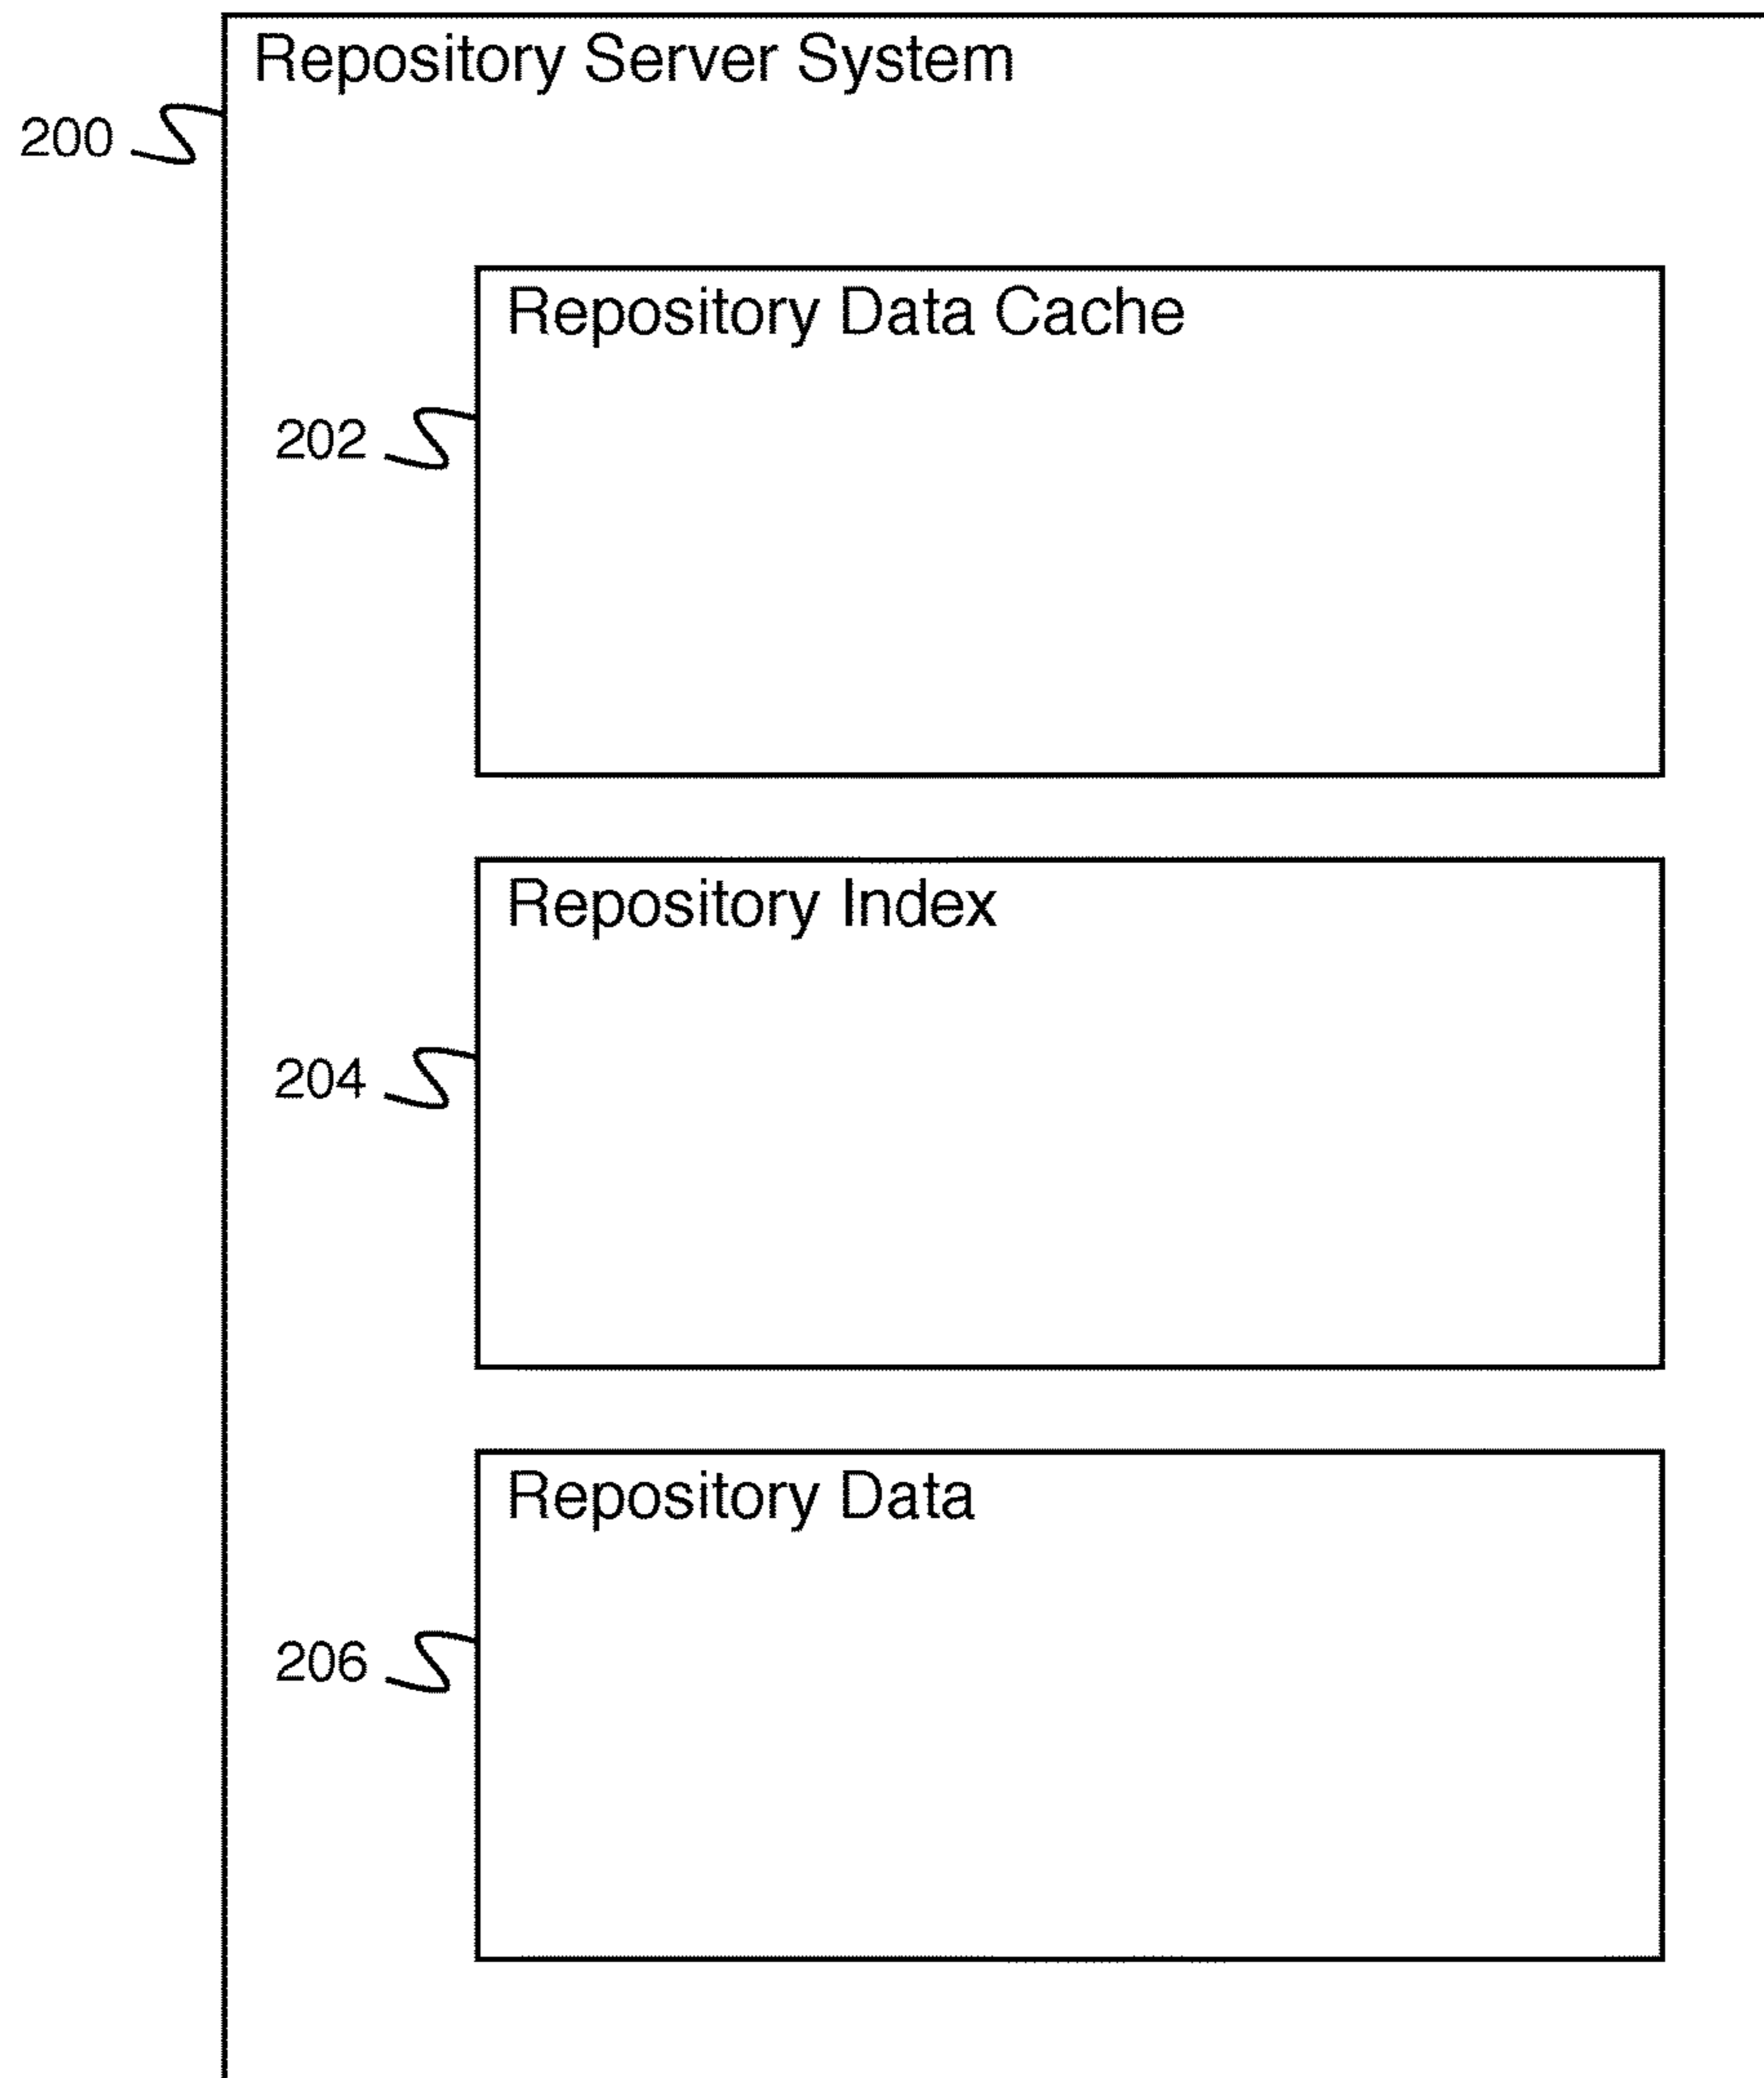 Repository Server System
200
Repository Data Cache
202
Repository Index
204
Repository Data
206